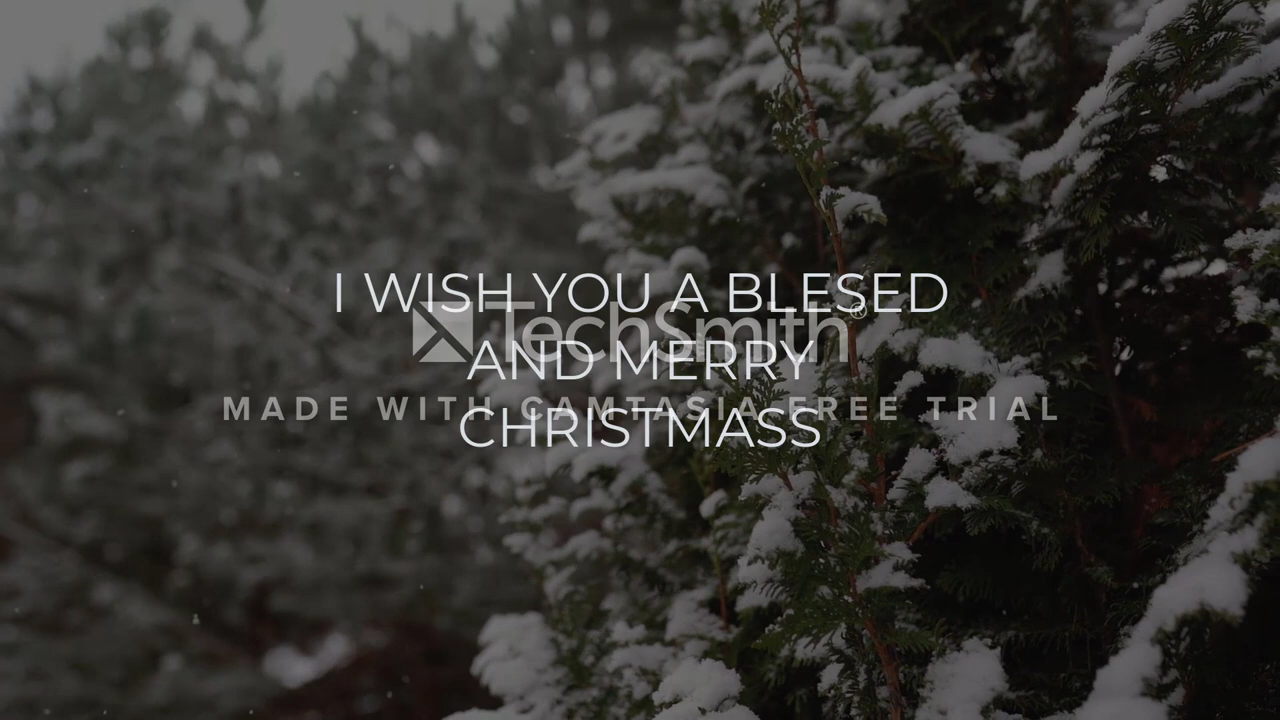 I WISH YOU A BLESED
TechSmith®
AND MERRY
MADE WITH CAMTASIA FREE TRIAL
CHRISTMASS